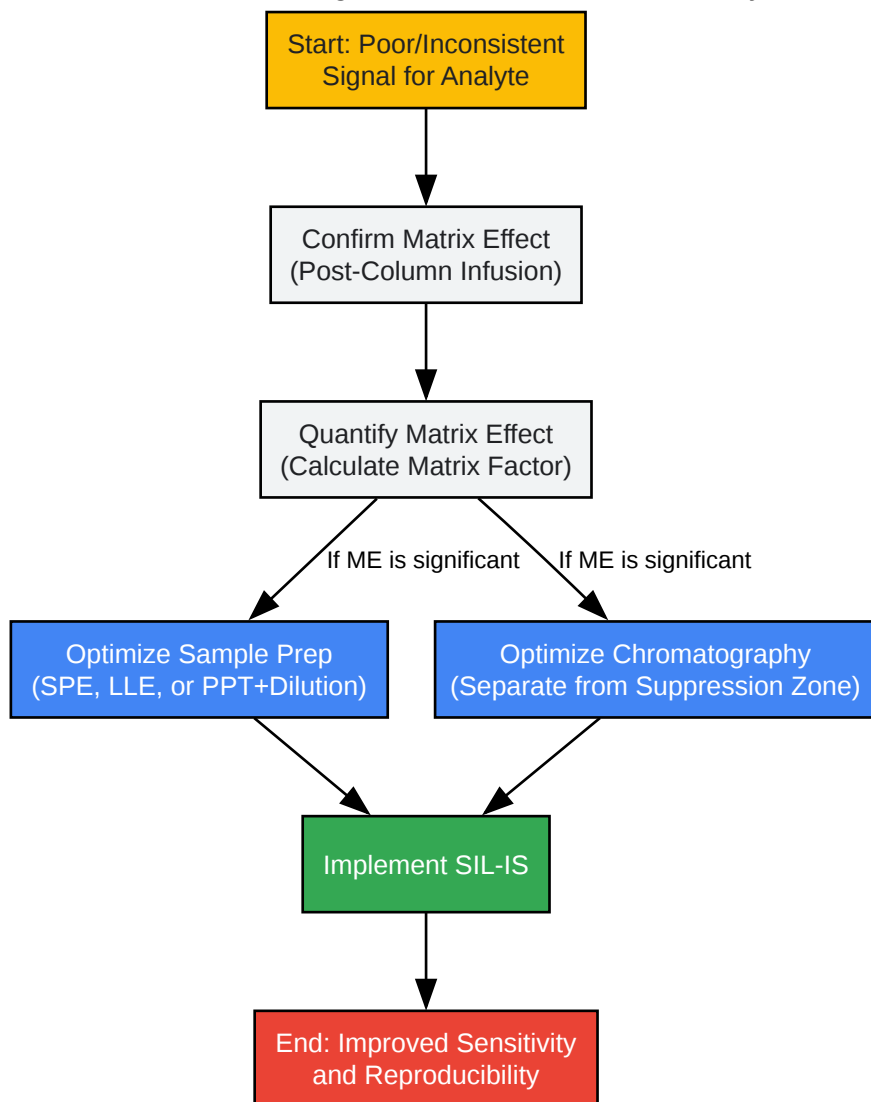 Start: Poor/Inconsistent
Signal for Analyte
Confirm Matrix Effect
(Post-Column Infusion)
Quantify Matrix Effect
(Calculate Matrix Factor)
If ME is significant
If ME is significant
Optimize Sample Prep
(SPE, LLE, or PPT+Dilution)
Optimize Chromatography
(Separate from Suppression Zone)
Implement SIL-IS
End: Improved Sensitivity
and Reproducibility